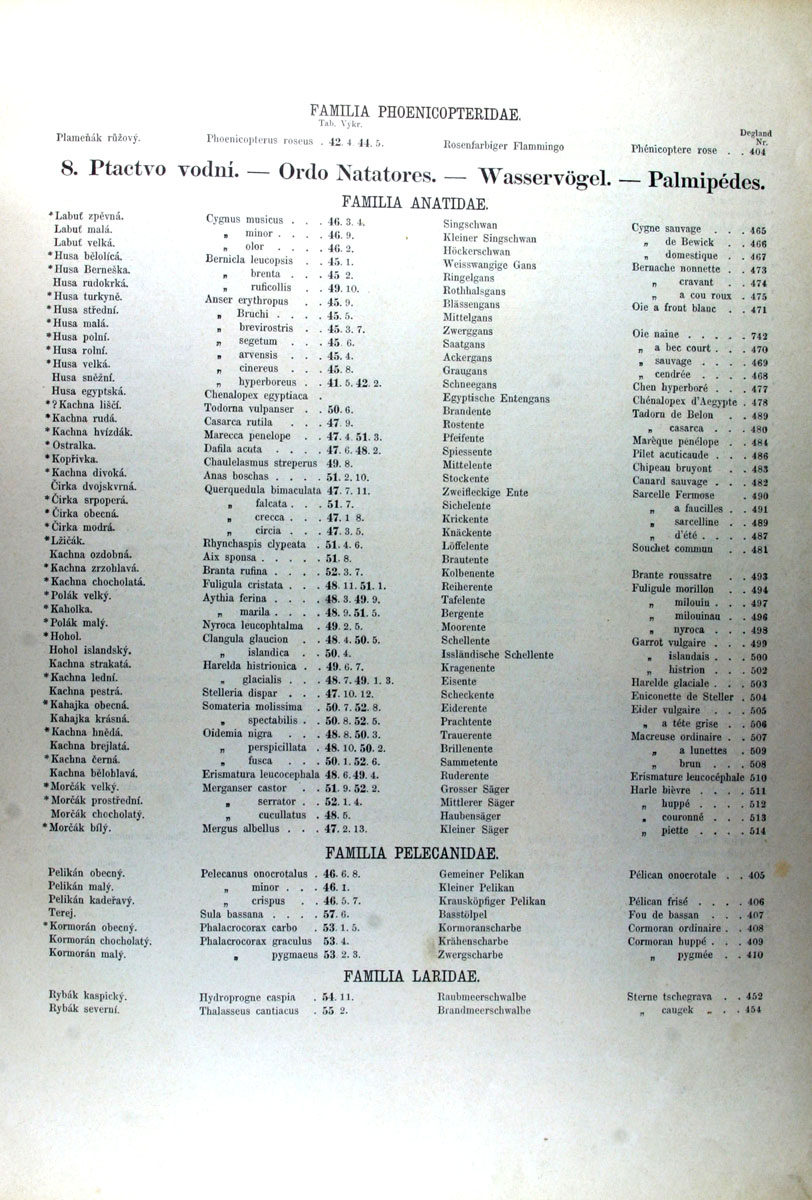 FAMILIA PHOENICOPTERIDAE.
Tab. Výkr.
Degland
Nr.
Plameňák růžový. Phoenicopterus roseus . 42. 4. 44. 5. Rosenfarbiger Flammingo Phénicoptere rose . . 404
8. Ptactvo vodní. — Ordo Natatores. — Wasservögel. — Palmipédes.
FAMILIA ANATIDAE.
*Labuť zpěvná. Cygnus musicus . . . 46. 3. 4. Singschwan Cygne sauvage . . . 465
Labuť malá. „ minor . . . . 46. 9. Kleiner Singschwan „ de Bewick . . 466
Labuť velká. „ olor . . . . 46. 2. Höckerschwan „ domestique . . 467
*Husa bělolící. Bernicla leucopsis . . 45. 1. Weisswangige Gans Bernache nonnette . . 473
*Husa Berneška. „ brenta . . . 45 2. Ringelgans „ cravant . . 474
Husa rudokrká. „ ruficollis . . 49. 10. Rothhalsgans „ a cou roux . 475
*Husa turkyně. Anser erythropus . . 45. 9. Blässengans Oie a front blanc . . 471
*Husa střední. „ Bruchi . . . . 45. 5. Mittelgans
*Husa malá. „ brevirostris . . 45. 3. 7. Zwerggans Oie naine . . . . . 742
*Husa polní. „ segetum . . . 45. 6. Saatgans „ a bec court . . . 470
*Husa rolní. „ arvensis . . . 45. 4. Ackergans „ sauvage . . . . 469
*Husa velká. „ cinereus . . . 45. 8. Graugans „ cendrée . . . . 468
Husa sněžní. „ hyperboreus . . 41. 5. 42. 2. Schneegans Chen hyperboré . . . 477
Husa egyptská. Chenalopex egyptiaca . Egyptische Entengans Chénalopex d'Aegypte . 478
*?Kachna liščí. Todorna vulpanser . . 50. 6. Brandente Tadorn de Belon . . 489
*Kachna rudá. Casarca rutila . . . 47 9. Rostente „ casarca . . . 480
*Kachna hvízdák. Marecca penelope . . 47. 4. 51. 3. Pfeifente Marèque pénélope . . 484
*Ostralka. Dafila acuta . . . . 47. 6. 48. 2. Spiessente Pilet acuticaude . . . 486
*Kopřivka. Chaulelasmus streperus 49. 8. Mittelente Chipeau bruyont . . 483
*Kachna divoká. Anas boschas . . . . 51. 2. 10. Stockente Canard sauvage . . . 482
Čirka dvojskvrná. Querquedula bimaculata 47. 7. 11. Zweifleckige Ente Sarcelle Fermose . . 490
*Čirka srpoperá. „ falcata . . . 51. 7. Sichelente „ a faucilles . . 491
*Čirka obecná. „ crecca . . . 47. 1 8. Krickente „ sarcelline . . 489
*Čirka modrá. „ circia . . . 47. 3. 5. Knäckente „ d'été . . . . 487
*Lžičák. Rhynchaspis clypeata . 51. 4. 6. Löffelente Souchet commun . . 481
Kachna ozdobná. Aix sponsa . . . . . 51. 8. Brautente
*Kachna zrzohlavá. Branta rufina . . . . 52. 3. 7. Kolbenente Brante roussatre . . 493
*Kachna chocholatá. Fuligula cristata . . . 48. 11. 51. 1. Reiherente Fuligule morillon . . 494
*Polák velký. Aythia ferina . . . . 48. 3. 49. 9. Tafelente „ milouin . . . 497
*Kaholka. „ marila . . . . 48. 9. 51. 5. Bergente „ milouinau . . 496
*Polák malý. Nyroca leucophtalma . 49. 2. 5. Moorente „ nyroca . . . 498
*Hohol. Clangula glaucion . . 48. 4. 50. 5. Schellente Garrot vulgaire . . . 499
Hohol islandský. „ islandica . . 50. 4. Issländische Schellente „ islandais . . . 500
Kachna strakatá. Harelda histrionica . . 49. 6. 7. Kragenente „ histrion . . . 502
*Kachna lední. „ glacialis . . . 48. 7. 49. 1. 3. Eisente Harelde glaciale . . . 503
Kachna pestrá. Stelleria dispar . . . 47. 10. 12. Scheckente Eniconette de Steller . 504
*Kahajka obecná. Somateria molissima . 50. 7. 52. 8. Eiderente Eider vulgaire . . . 505
Kahajka krásná. „ spectabilis . . 50. 8. 52. 5. Prachtente „ a téte grise . . 506
*Kachna hnědá. Oidemia nigra . . . 48. 8. 50. 3. Trauerente Macreuse ordinaire . . 507
Kachna brejlatá. „ perspicillata . 48. 10. 50. 2. Brillenente „ a lunettes . 509
*Kachna černá. „ fusca . . . . 50. 1. 52. 6. Sammetente „ brun . . . 508
Kachna bělohlavá. Erismatura leucocephala 48. 6. 49. 4. Ruderente Erismature leucocéphale 510
*Morčák velký. Merganser castor . . 51. 9. 52. 2. Grosser Säger Harle bièvre . . . . 511
*Morčák prostřední. „ serrator . . 52. 1. 4. Mittlerer Säger „ huppé . . . . 512
Morčák chocholatý. „ cucullatus . 48. 5. Haubensäger „ couronné . . . 513
*Morčák bílý. Mergus albellus . . . 47. 2. 13. Kleiner Säger „ piette . . . . 514
FAMILIA PELECANIDAE.
Pelikán obecný. Pelecanus onocrotalus . 46. 6. 8. Gemeiner Pelikan Pélican onocrotale . . 405
Pelikán malý. „ minor . . . 46. 1. Kleiner Pelikan
Pelikán kadeřavý. „ crispus . . 46. 5. 7. Krausköpfiger Pelikan Pélican frisé . . . . 406
Terej. Sula bassana . . . . 57. 6. Basstölpel Fou de bassan . . . 407
*Kormorán obecný. Phalacrocorax carbo . 53. 1. 5. Kormoranscharbe Cormoran ordinaire . . 408
Kormorán chocholatý. Phalacrocorax graculus 53. 4. Krähenscharbe Cormoran huppé . . . 409
Kormorán malý. „ pygmaeus 53 2. 3. Zwergscharbe „ pygmée . . 410
FAMILIA LARIDAE.
Rybák kaspický. Hydroprogne caspia . 54. 11. Raubmeerschwalbe Sterne tschegrava . . 452
Rybák severní. Thalasseus cantiacus . 55 2. Brandmeerschwalbe „ caugek „ . . 454